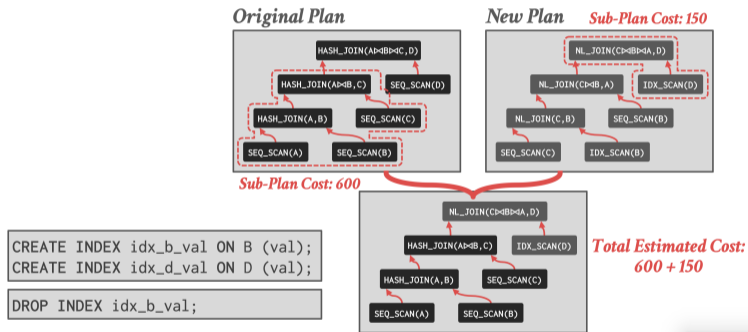 Original Plan
HASH_JOIN(A⨝B⨝C,D)
HASH_JOIN(A⨝B,C)
SEQ_SCAN(D)
HASH_JOIN(A,B)
SEQ_SCAN(C)
SEQ_SCAN(A)
SEQ_SCAN(B)
Sub-Plan Cost: 600
New Plan
Sub-Plan Cost: 150
NL_JOIN(C⨝B⨝A,D)
NL_JOIN(C⨝B,A)
IDX_SCAN(D)
NL_JOIN(C,B)
SEQ_SCAN(B)
SEQ_SCAN(C)
IDX_SCAN(B)
NL_JOIN(C⨝B⨝A,D)
HASH_JOIN(A⨝B,C)
IDX_SCAN(D)
HASH_JOIN(A,B)
SEQ_SCAN(C)
SEQ_SCAN(A)
SEQ_SCAN(B)
Total Estimated Cost:
600 + 150
CREATE INDEX idx_b_val ON B (val);
CREATE INDEX idx_d_val ON D (val);
DROP INDEX idx_b_val;